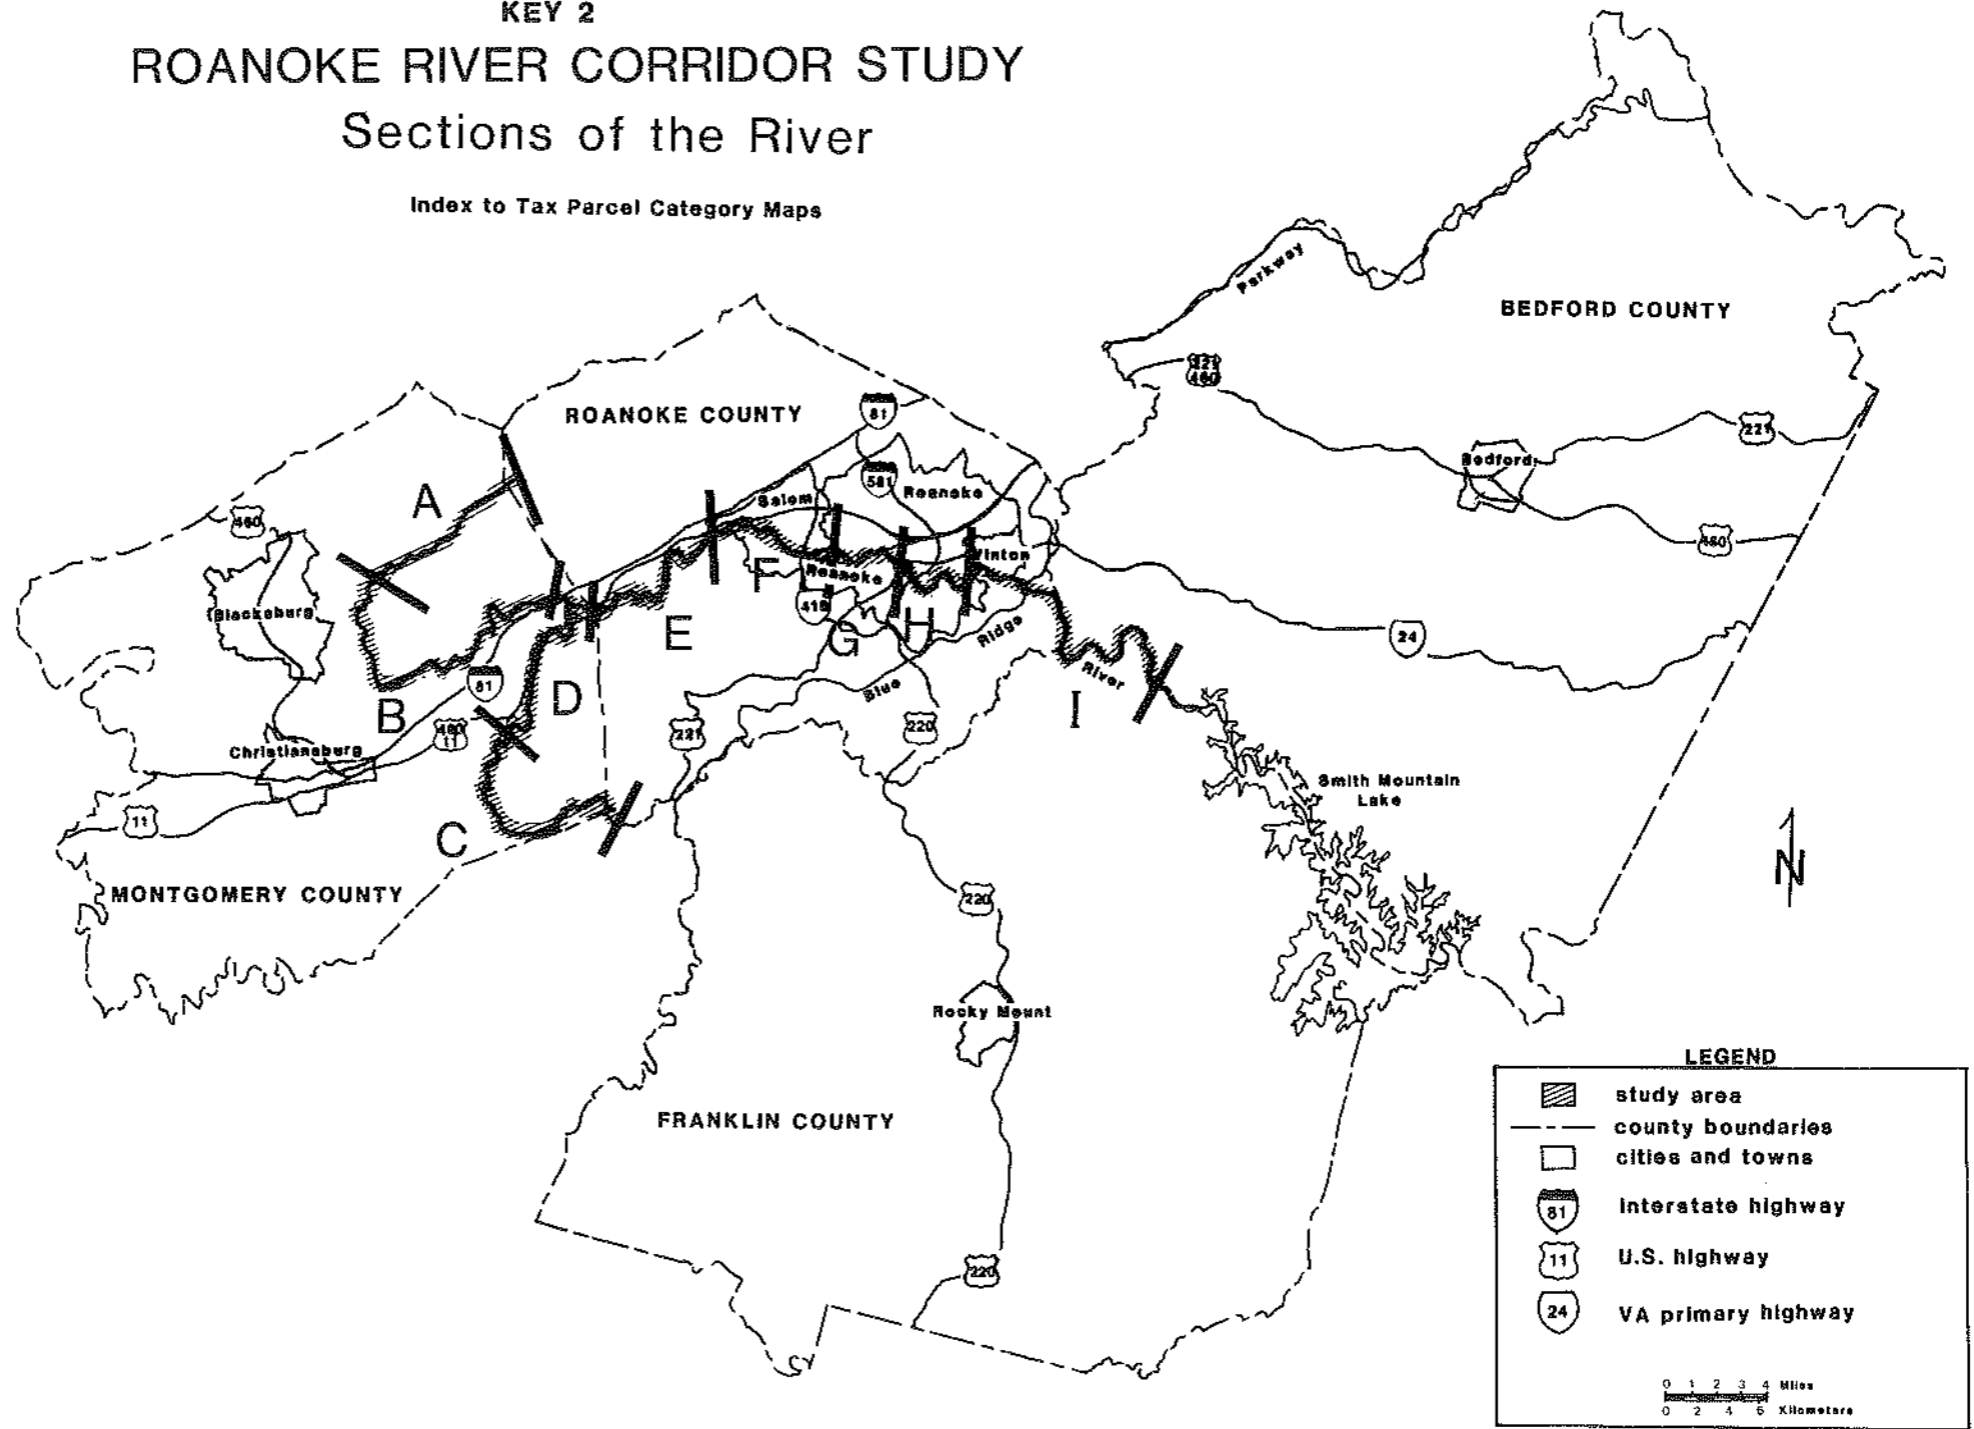 KEY 2
ROANOKE RIVER CORRIDOR STUDY
Sections of the River
Index to Tax Parcel Category Maps
Parkway
BEDFORD COUNTY
221
460
ROANOKE COUNTY
81
221
Bedford
A
581
Roanoke
Salem
460
460
Vinton
F
Roanoke
Blacksburg
419
H
E
G
Ridge
24
River
81
D
Blue
B
I
460
11
221
220
Christiansburg
Smith Mountain
Lake
11
C
N
MONTGOMERY COUNTY
220
Rocky Mount
FRANKLIN COUNTY
220
LEGEND
study area
county boundaries
cities and towns
81 interstate highway
11 U.S. highway
24 VA primary highway
0 1 2 3 4 Miles
0 2 4 6 Kilometers